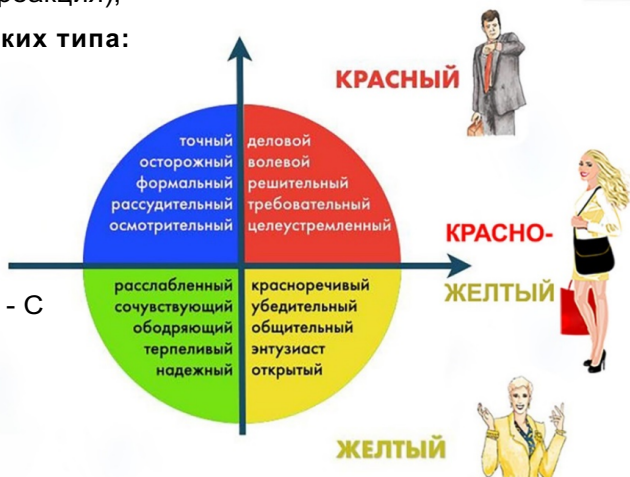 реакция),
ких типа:
КРАСНЫЙ
точный
осторожный
формальный
рассудительный
осмотрительный
деловой
волевой
решительный
требовательный
целеустремленный
КРАСНО-
ЖЕЛТЫЙ
- С
расслабленный
сочувствующий
ободряющий
терпеливый
надежный
красноречивый
убедительный
общительный
энтузиаст
открытый
ЖЕЛТЫЙ